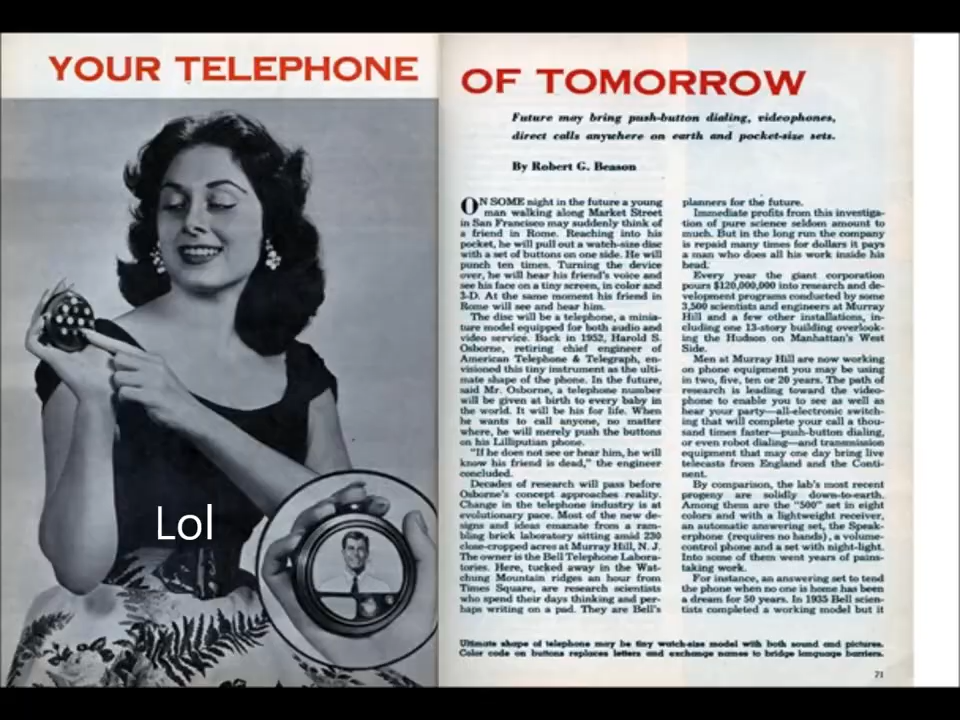 YOUR TELEPHONE
OF TOMORROW
Future may bring push-button dialing, videophones,
direct calls anywhere on earth and pocket-size sets.
By Robert G. Beason
ON SOME night in the future a young
man walking along Market Street
in San Francisco may suddenly think of
a friend in Rome. Reaching into his
pocket, he will pull out a watch-size disc
with a set of buttons on one side. He will
punch ten times. Turning the device
over, he will hear his friend's voice and
see his face on a tiny screen, in color and
3-D. At the same moment his friend in
Rome will see and hear him.
The disc will be a telephone, a minia-
ture model equipped for both audio and
video service. Back in 1952, Harold S.
Osborne, retiring chief engineer of
American Telephone & Telegraph, en-
visioned this tiny instrument as the ulti-
mate shape of the phone. In the future,
said Mr. Osborne, a telephone number
will be given at birth to every baby in
the world. It will be his for life. When
he wants to call anyone, no matter
where, he will merely push the buttons
on his Lilliputian phone.
"If he does not see or hear him, he will
know his friend is dead," the engineer
concluded.
Decades of research will pass before
Osborne's concept approaches reality.
Change in the telephone industry is at
evolutionary pace. Most of the new de-
signs and ideas emanate from a ram-
bling brick laboratory sitting amid 230
close-cropped acres at Murray Hill, N. J.
The owner is the Bell Telephone Labora-
tories. Here, tucked away in the Wat-
chung Mountain ridges an hour from
Times Square, are research scientists
who spend their days thinking and per-
haps writing on a pad. They are Bell's
planners for the future.
Immediate profits from this investiga-
tion of pure science seldom amount to
much. But in the long run the company
is repaid many times for dollars it pays
a man who does all his work inside his
head.
Every year the giant corporation
pours $120,000,000 into research and de-
velopment programs conducted by some
3,500 scientists and engineers at Murray
Hill and a few other installations, in-
cluding one 13-story building overlook-
ing the Hudson on Manhattan's West
Side.
Men at Murray Hill are now working
on phone equipment you may be using
in two, five, ten or 20 years. The path of
research is leading toward the video-
phone to enable you to see as well as
hear your party—all-electronic switch-
ing that will complete your call a thou-
sand times faster—push-button dialing,
or even robot dialing—and transmission
equipment that may one day bring live
telecasts from England and the Conti-
nent.
By comparison, the lab's most recent
progeny are solidly down-to-earth.
Among them are the "500" set in eight
colors and with a lightweight receiver,
an automatic answering set, the Speak-
erphone (requires no hands), a volume-
control phone and a set with night-light.
Into some of them went years of pains-
taking work.
For instance, an answering set to tend
the phone when no one is home has been
a dream for 50 years. In 1935 Bell scien-
tists completed a working model but it
Ultimate shape of telephone may be tiny watch-size model with both sound and pictures.
Color code on buttons replaces letters and exchange names to bridge language barriers.
71
Lol